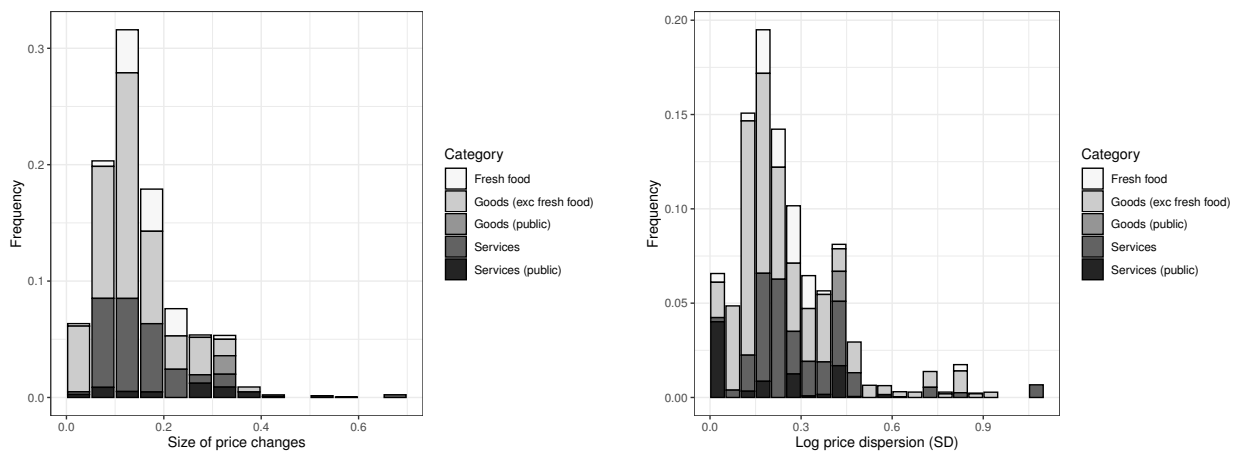 Frequency
0.3
0.2
0.1
0.0
0.0
0.2
0.4
0.6
Size of price changes
Category
Fresh food
Goods (exc fresh food)
Goods (public)
Services
Services (public)
Frequency
0.20
0.15
0.10
0.05
0.00
0.0
0.3
0.6
0.9
Log price dispersion (SD)
Category
Fresh food
Goods (exc fresh food)
Goods (public)
Services
Services (public)